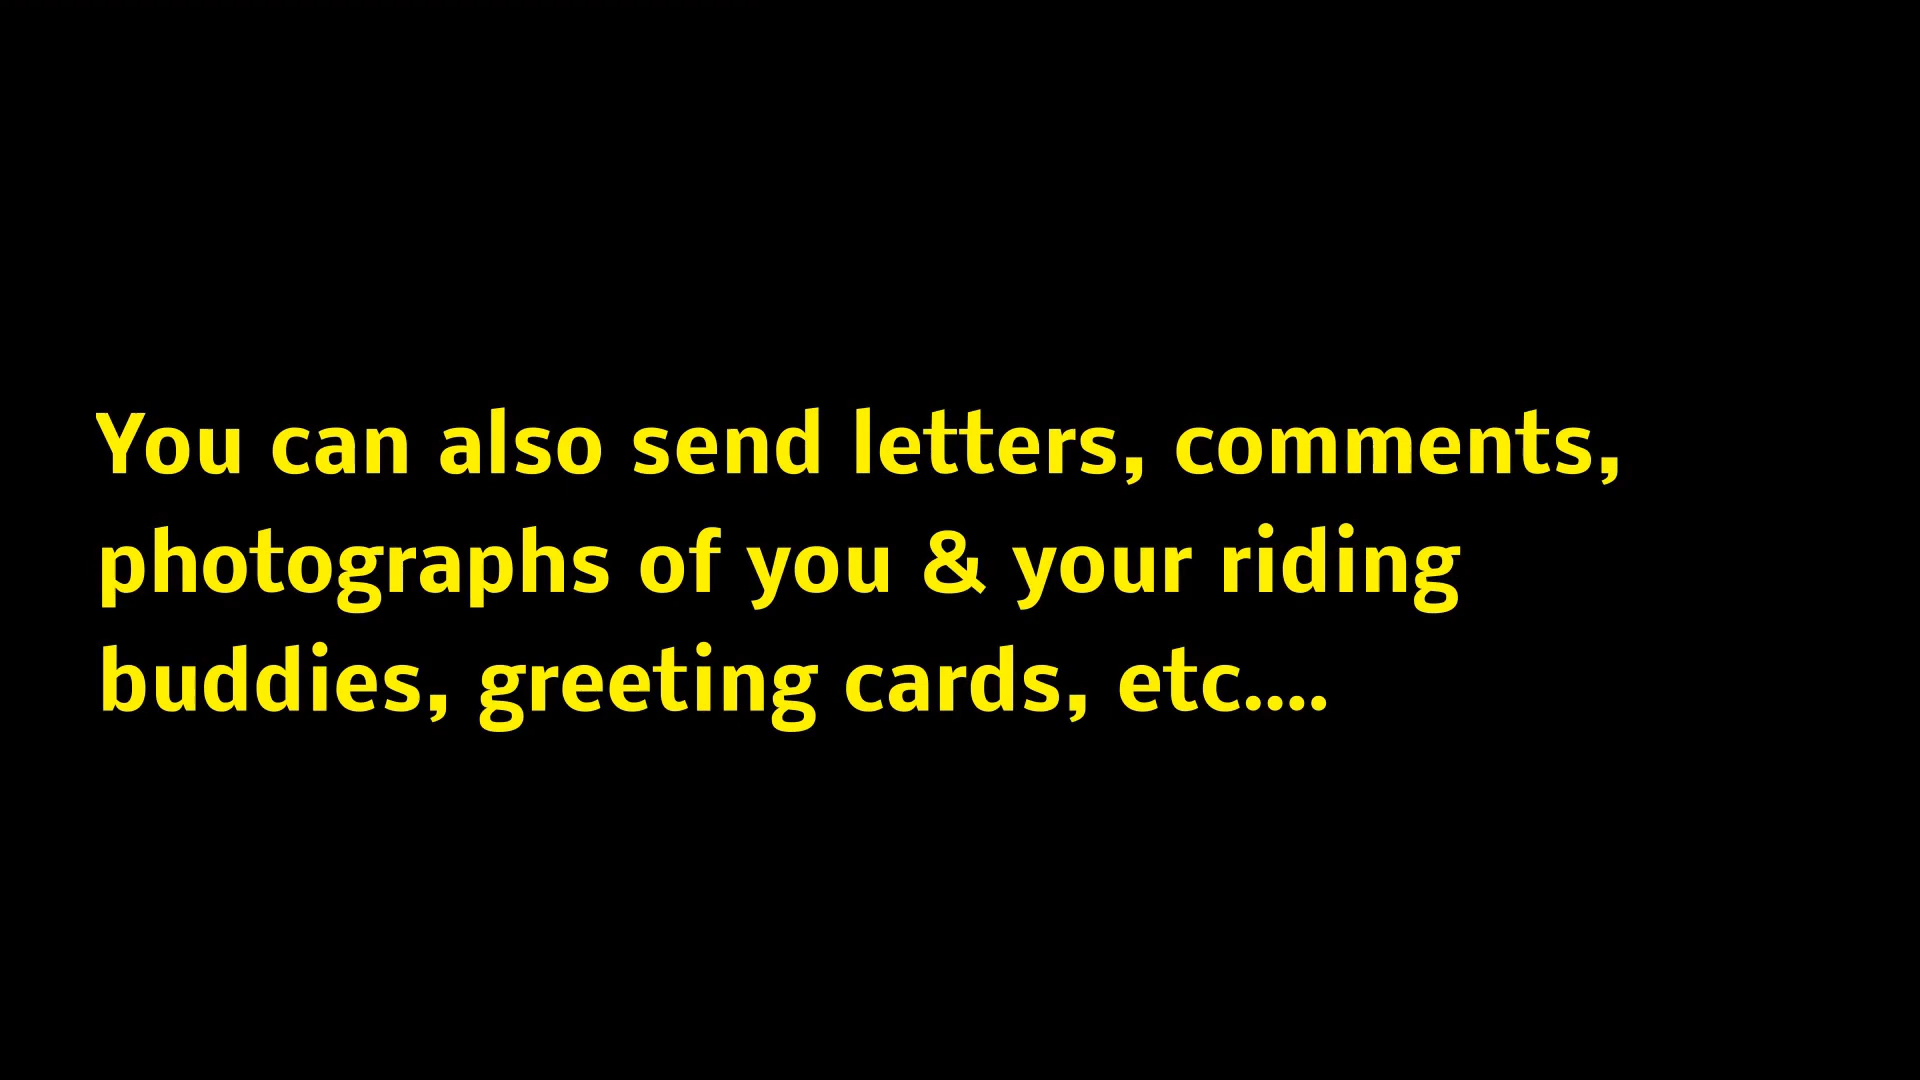 You can also send letters, comments,
photographs of you & your riding
buddies, greeting cards, etc....